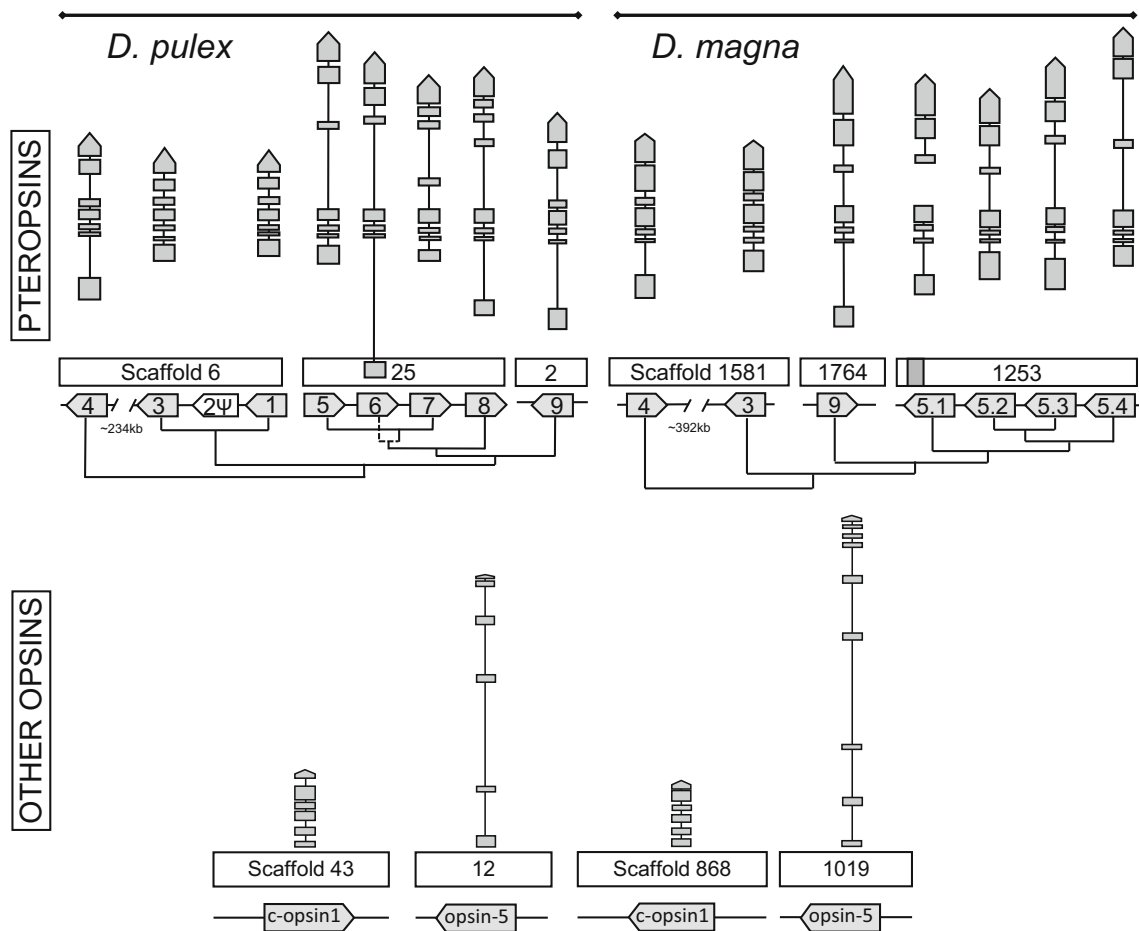 D. pulex
D. magna
PTEROPSINS
Scaffold 6
25
2
Scaffold 1581
1764
1253
4
3
2Ψ
1
5
6
7
8
9
4
3
9
5.1
5.2
5.3
5.4
~234kb
~392kb
OTHER OPSINS
Scaffold 43
12
Scaffold 868
1019
c-opsin1
opsin-5
c-opsin1
opsin-5